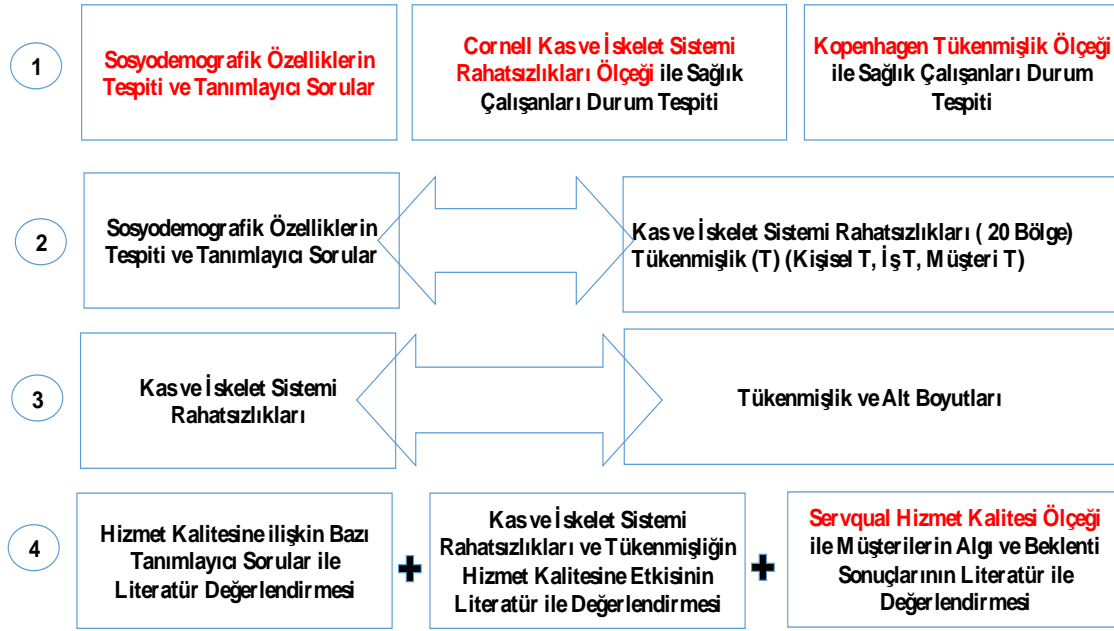 1
Sosyodemografik Özelliklerin
Tespiti ve Tanımlayıcı Sorular
Cornell Kas ve İskelet Sistemi
Rahatsızlıkları Ölçeği ile Sağlık
Çalışanları Durum Tespiti
Kopenhagen Tükenmişlik Ölçeği
ile Sağlık Çalışanları Durum
Tespiti
2
Sosyodemografik Özelliklerin
Tespiti ve Tanımlayıcı Sorular
Kas ve İskelet Sistemi Rahatsızlıkları ( 20 Bölge)
Tükenmişlik (T) (Kişisel T, İş T, Müşteri T)
3
Kas ve İskelet Sistemi
Rahatsızlıkları
Tükenmişlik ve Alt Boyutları
4
Hizmet Kalitesine ilişkin Bazı
Tanımlayıcı Sorular ile
Literatür Değerlendirmesi
+
Kas ve İskelet Sistemi
Rahatsızlıkları ve Tükenmişliğin
Hizmet Kalitesine Etkisinin
Literatür ile Değerlendirmesi
+
Servqual Hizmet Kalitesi Ölçeği
ile Müşterilerin Algı ve Beklenti
Sonuçlarının Literatür ile
Değerlendirmesi